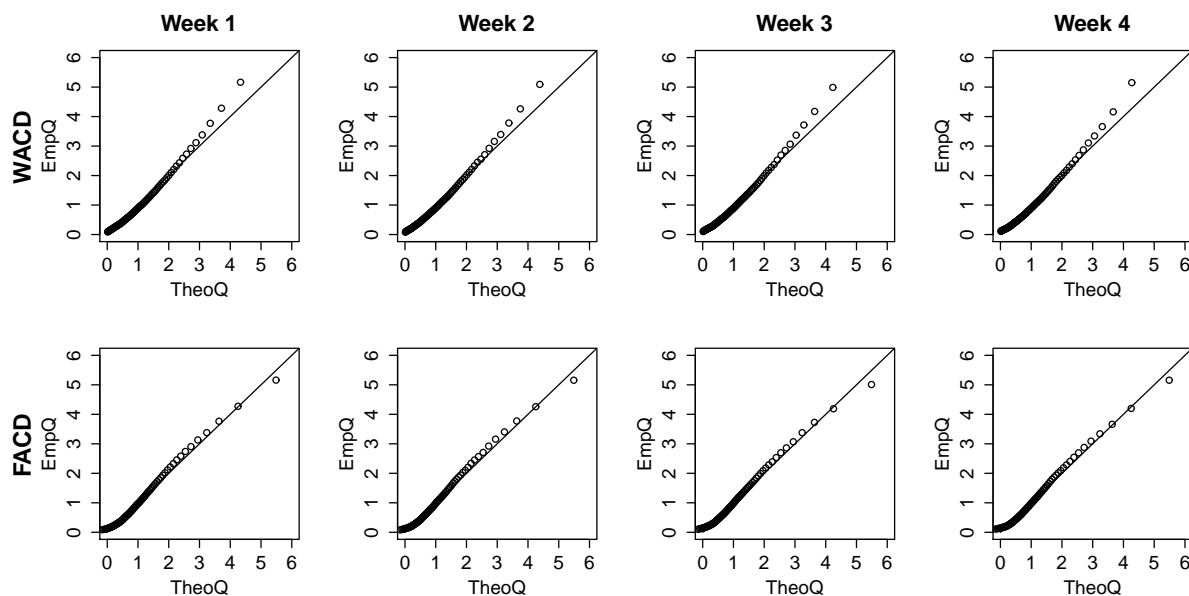 Week 1 Week 2 Week 3 Week 4
WACD
EmpQ EmpQ EmpQ EmpQ
6 6 6 6
5 5 5 5
4 4 4 4
3 3 3 3
2 2 2 2
1 1 1 1
0 0 0 0
0 1 2 3 4 5 6 0 1 2 3 4 5 6 0 1 2 3 4 5 6 0 1 2 3 4 5 6
TheoQ TheoQ TheoQ TheoQ
FACD
EmpQ EmpQ EmpQ EmpQ
6 6 6 6
5 5 5 5
4 4 4 4
3 3 3 3
2 2 2 2
1 1 1 1
0 0 0 0
0 1 2 3 4 5 6 0 1 2 3 4 5 6 0 1 2 3 4 5 6 0 1 2 3 4 5 6
TheoQ TheoQ TheoQ TheoQ